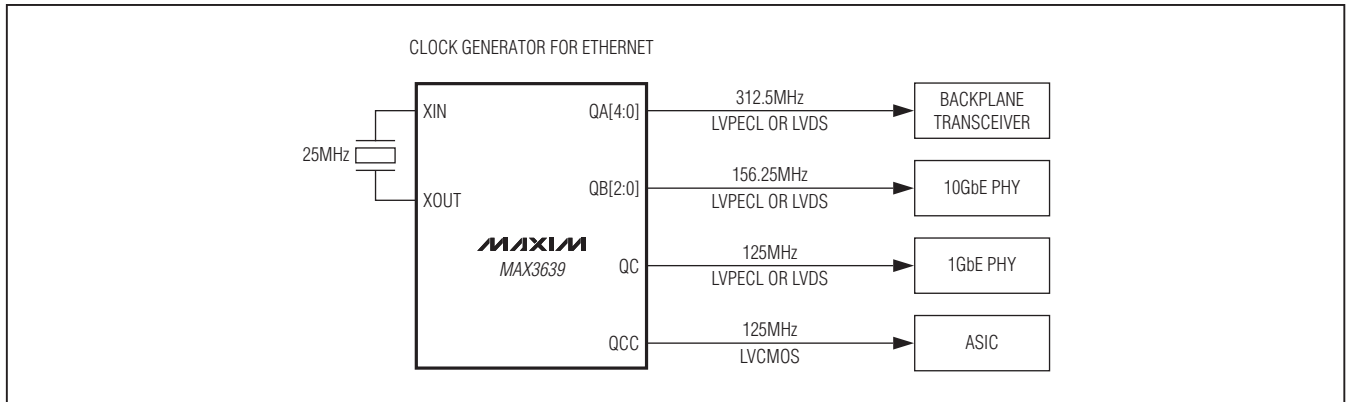 CLOCK GENERATOR FOR ETHERNET
XIN
XOUT
25MHz
MAXIM
MAX3639
QA[4:0]
312.5MHz
LVPECL OR LVDS
BACKPLANE
TRANSCEIVER
QB[2:0]
156.25MHz
LVPECL OR LVDS
10GbE PHY
QC
125MHz
LVPECL OR LVDS
1GbE PHY
QCC
125MHz
LVCMOS
ASIC